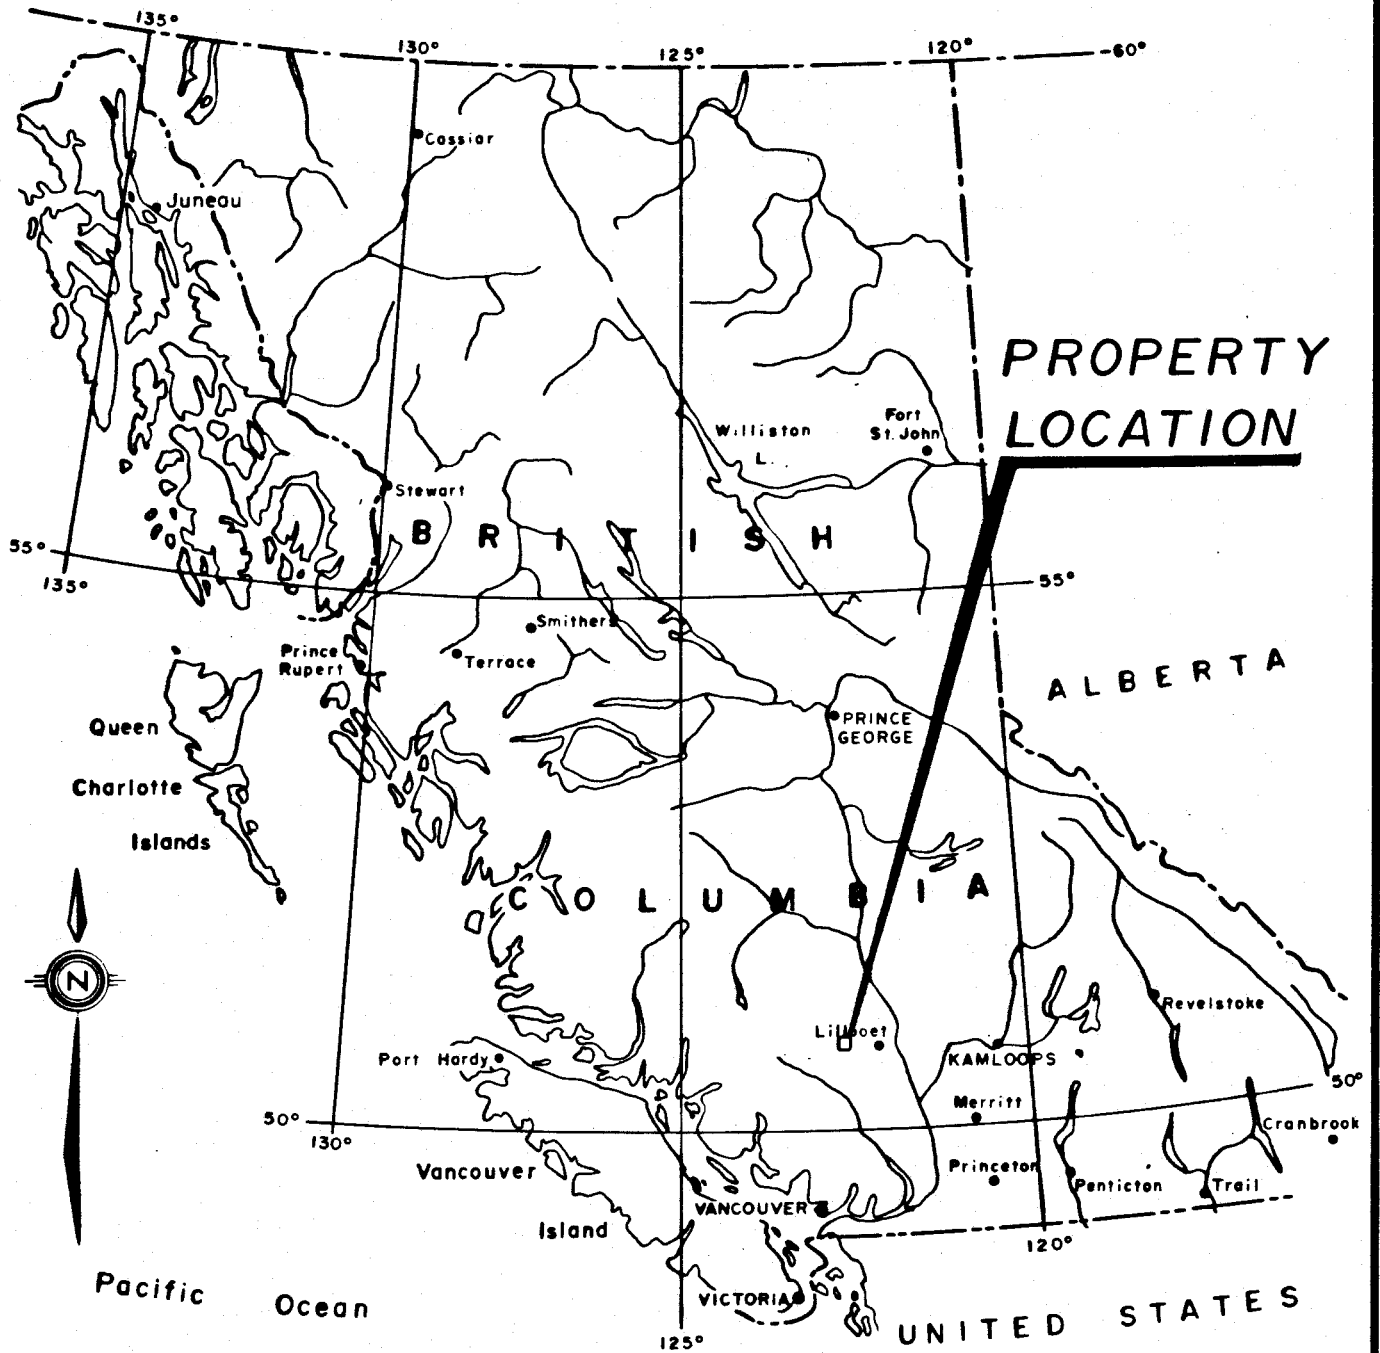 135°
130°
125°
120°
-60°
Cassiar
Juneau
PROPERTY
LOCATION
Williston
L.
Fort
St. John
Stewart
BRITISH
55°
135°
55°
Smithers
Terrace
Prince
Rupert
ALBERTA
Queen
Charlotte
Islands
PRINCE
GEORGE
COLUMBIA
N
Revelstoke
Lillooet
Port Hardy
KAMLOOPS
50°
Merritt
50°
130°
Cranbrook
Vancouver
Island
Princeton
Penticton
Trail
VANCOUVER
120°
Pacific Ocean
VICTORIA
UNITED STATES
125°